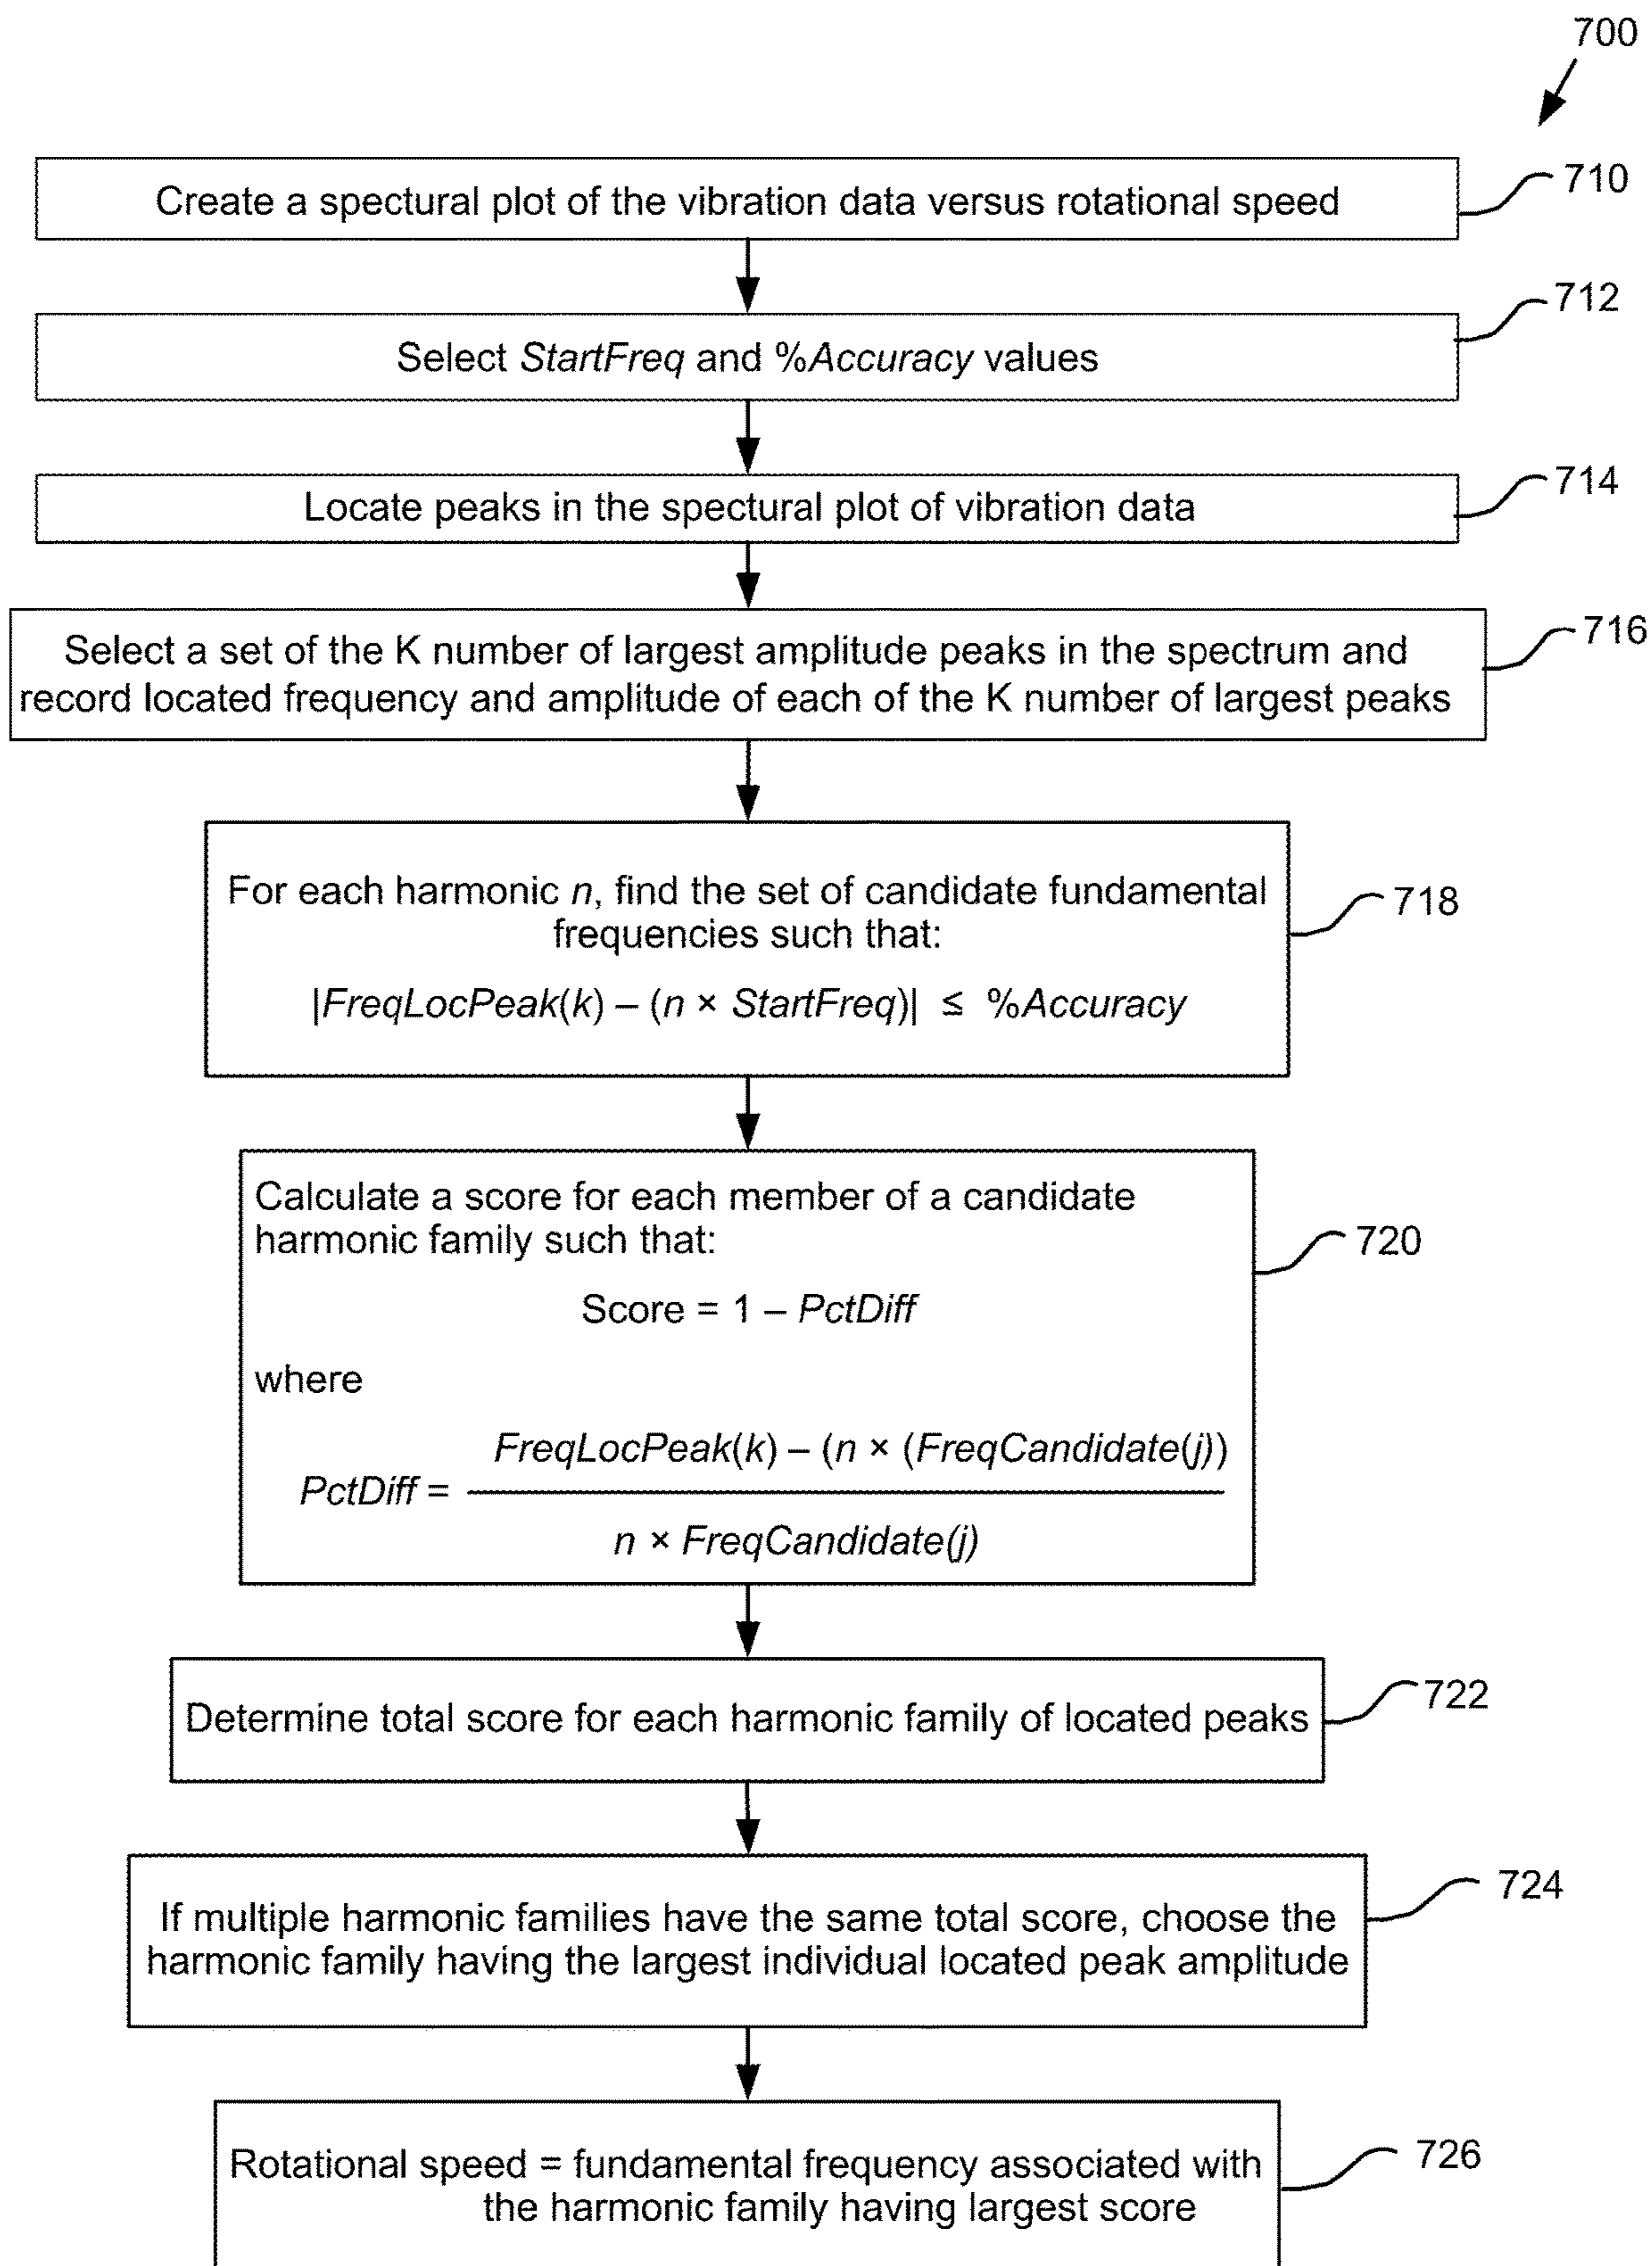 700
Create a spectural plot of the vibration data versus rotational speed
710
712
Select StartFreq and %Accuracy values
714
Locate peaks in the spectural plot of vibration data
716
Select a set of the K number of largest amplitude peaks in the spectrum and
record located frequency and amplitude of each of the K number of largest peaks
For each harmonic n, find the set of candidate fundamental
frequencies such that:
718
|FreqLocPeak(k) – (n × StartFreq)| ≤ %Accuracy
Calculate a score for each member of a candidate
harmonic family such that:
720
Score = 1 – PctDiff
where
FreqLocPeak(k) – (n × (FreqCandidate(j))
PctDiff =
n × FreqCandidate(j)
722
Determine total score for each harmonic family of located peaks
724
If multiple harmonic families have the same total score, choose the
harmonic family having the largest individual located peak amplitude
726
Rotational speed = fundamental frequency associated with
the harmonic family having largest score